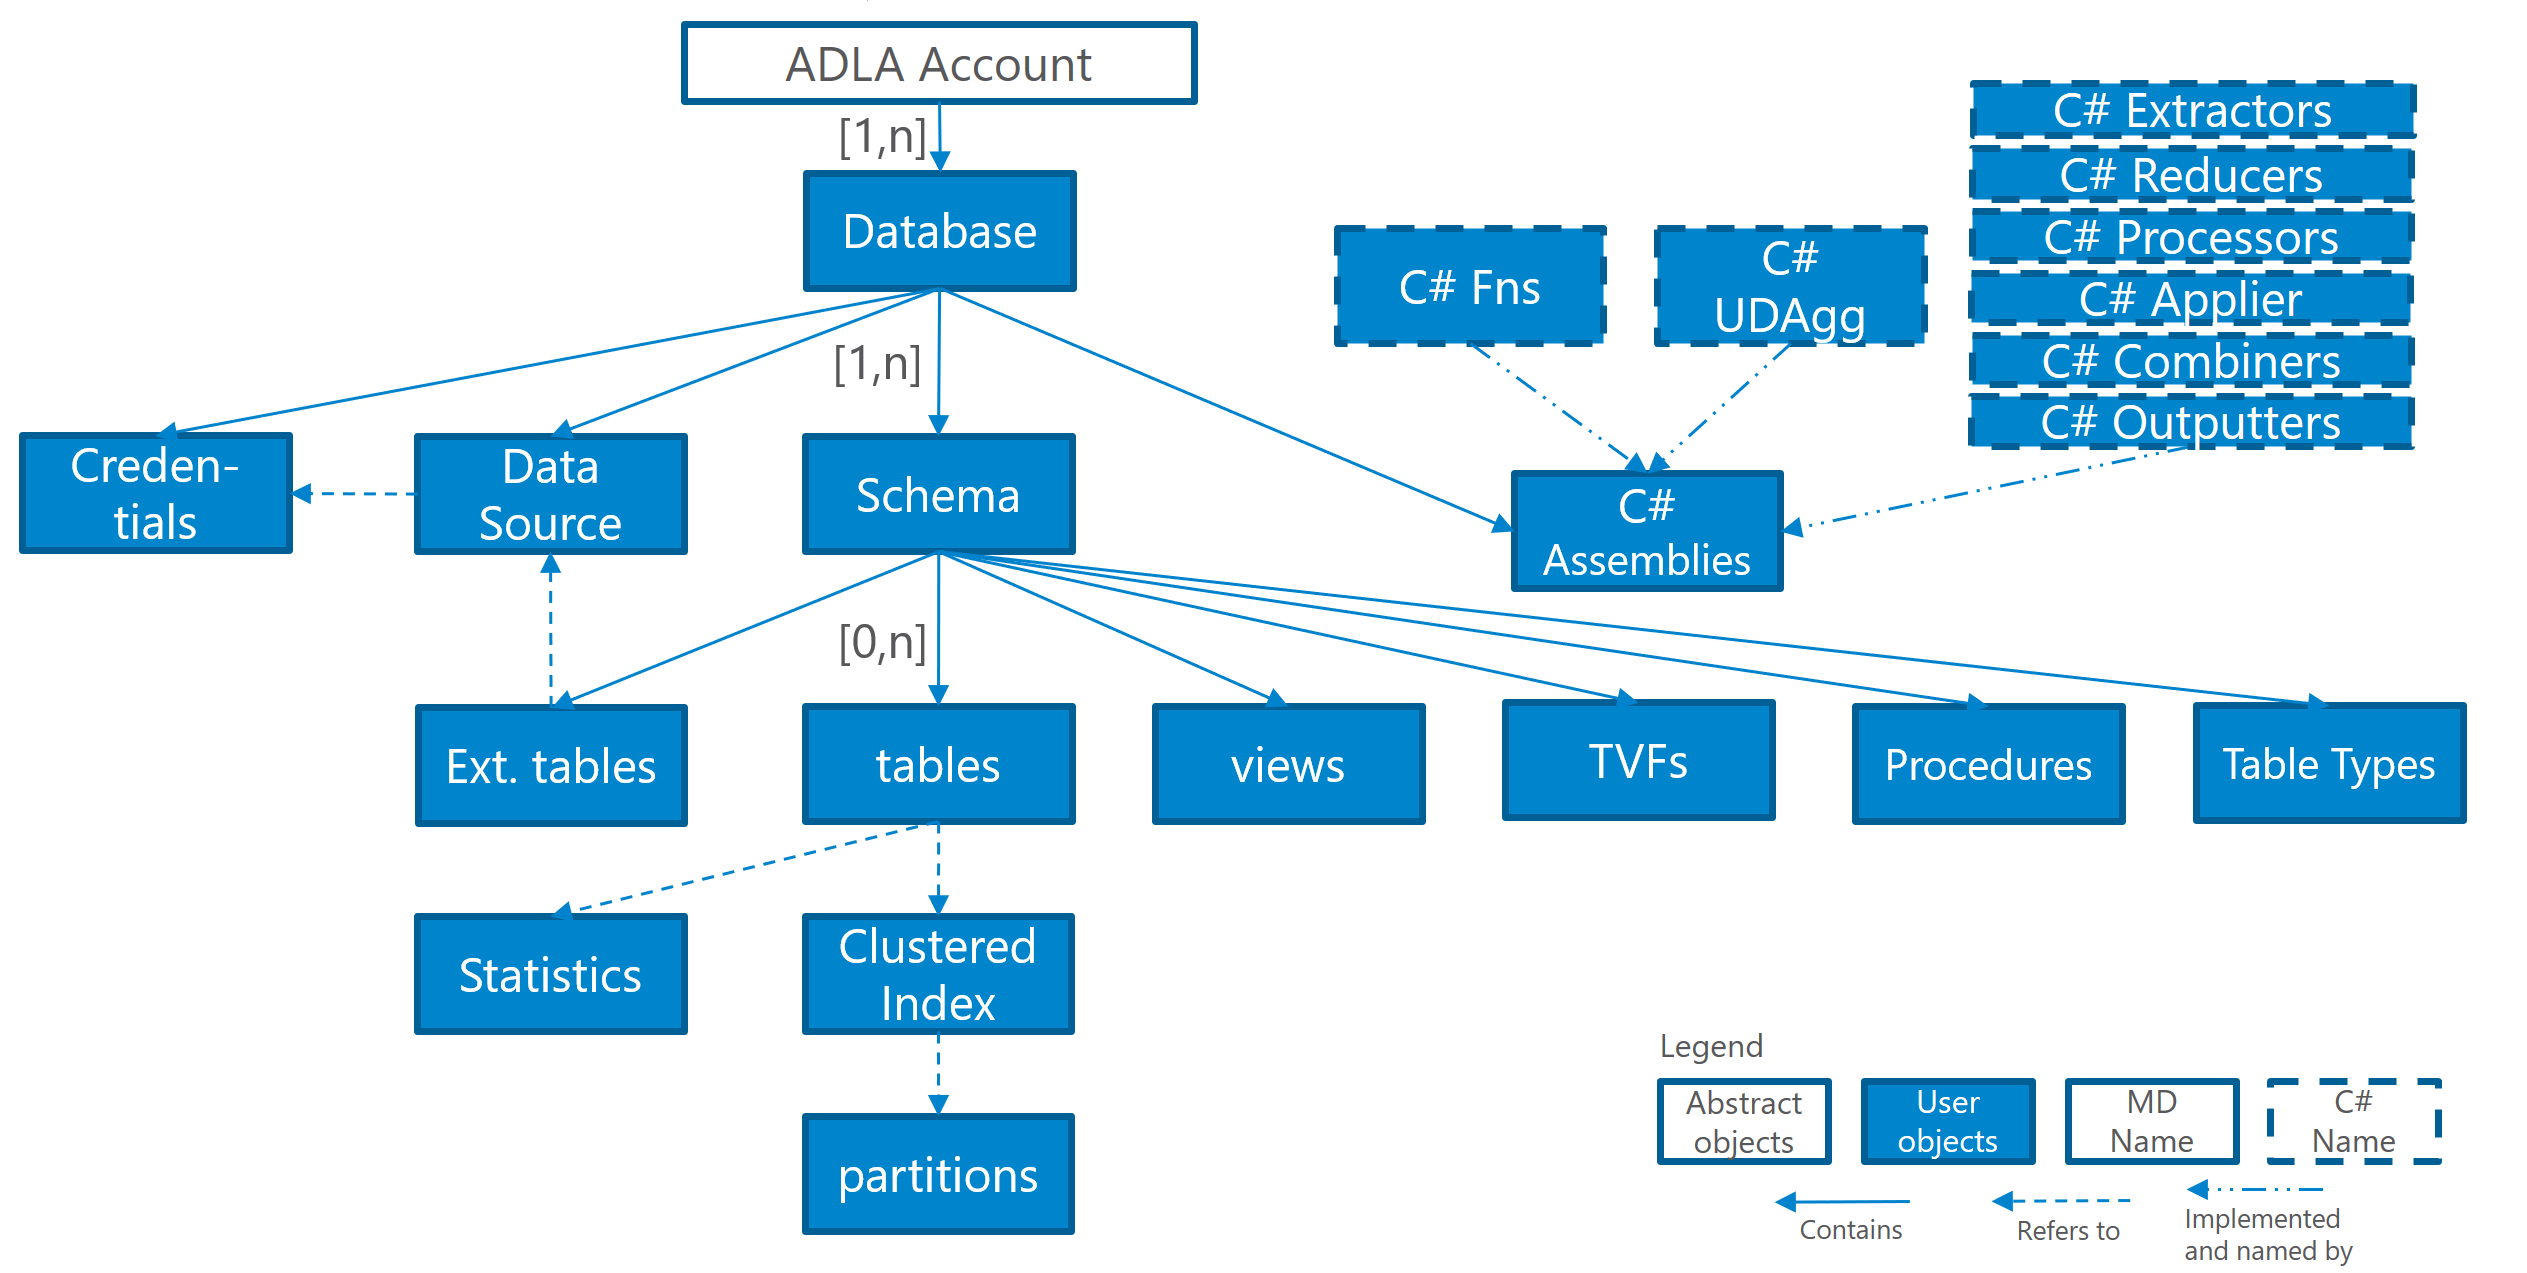 ADLA Account
[1,n]
Database
C# Extractors
C# Reducers
C# Processors
C# Applier
C# Combiners
C# Outputters
C# Fns
C#
UDAgg
[1,n]
Creden-
tials
Data
Source
Schema
C#
Assemblies
[0,n]
Ext. tables
tables
views
TVFs
Procedures
Table Types
Statistics
Clustered
Index
partitions
Legend
Abstract
objects
User
objects
MD
Name
C#
Name
Contains
Refers to
Implemented
and named by